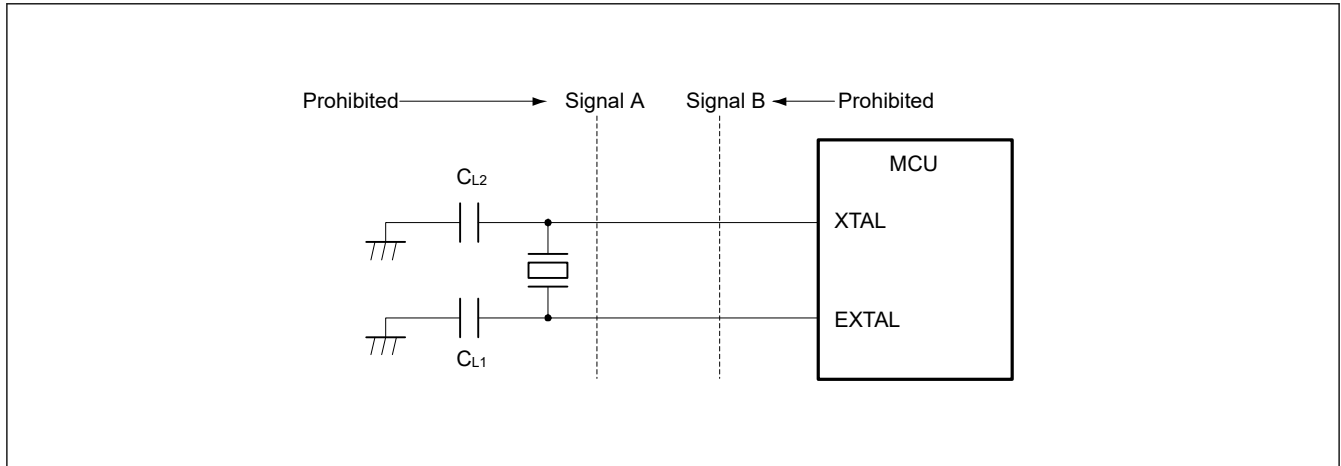 Prohibited Signal A Signal B Prohibited
MCU
CL2
XTAL
EXTAL
CL1